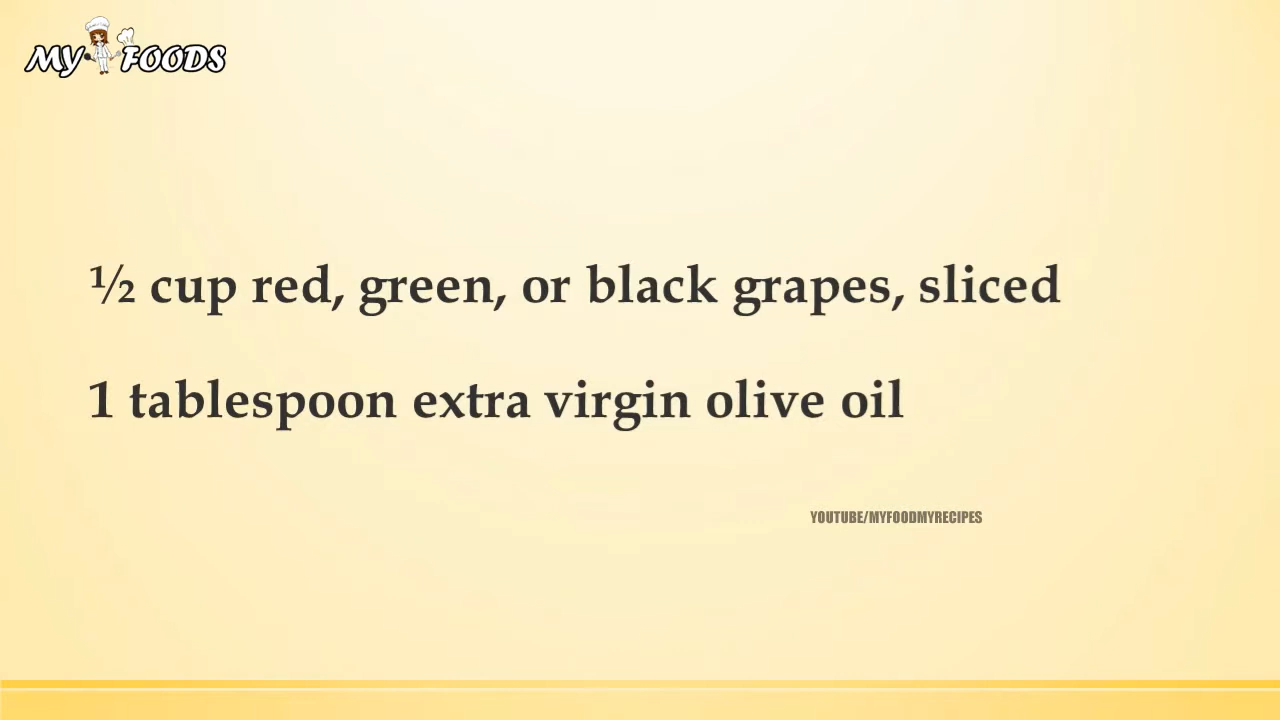 MY FOODS
½ cup red, green, or black grapes, sliced
1 tablespoon extra virgin olive oil
YOUTUBE/MYFOODMYRECIPES